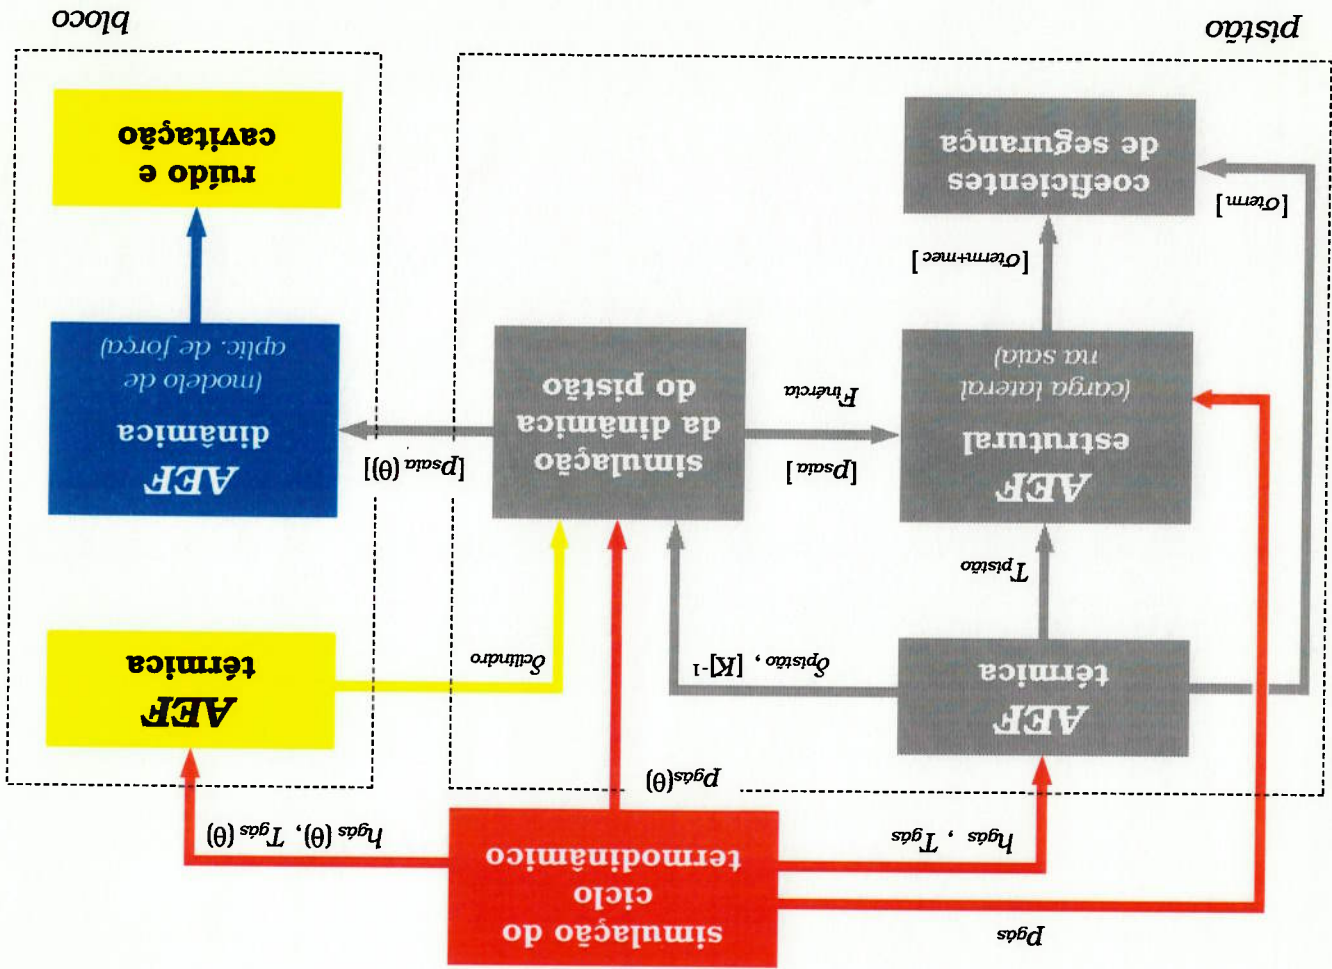 simulação do
ciclo
termodinâmico
pgás
hgás , Tgás
hgás (θ), Tgás (θ)
pgás(θ)
AEF
térmica
δpistão , [K]-1
δcilindro
AEF
térmica
Tpistão
AEF
estrutural
(carga lateral
na saia)
[psaia ]
Finércia
simulação
da dinâmica
do pistão
[psaia (θ)]
AEF
dinâmica
(modelo de
aplic. de força)
[σterm+mec ]
[σterm ]
coeficientes
de segurança
ruído e
cavitação
pistão
bloco